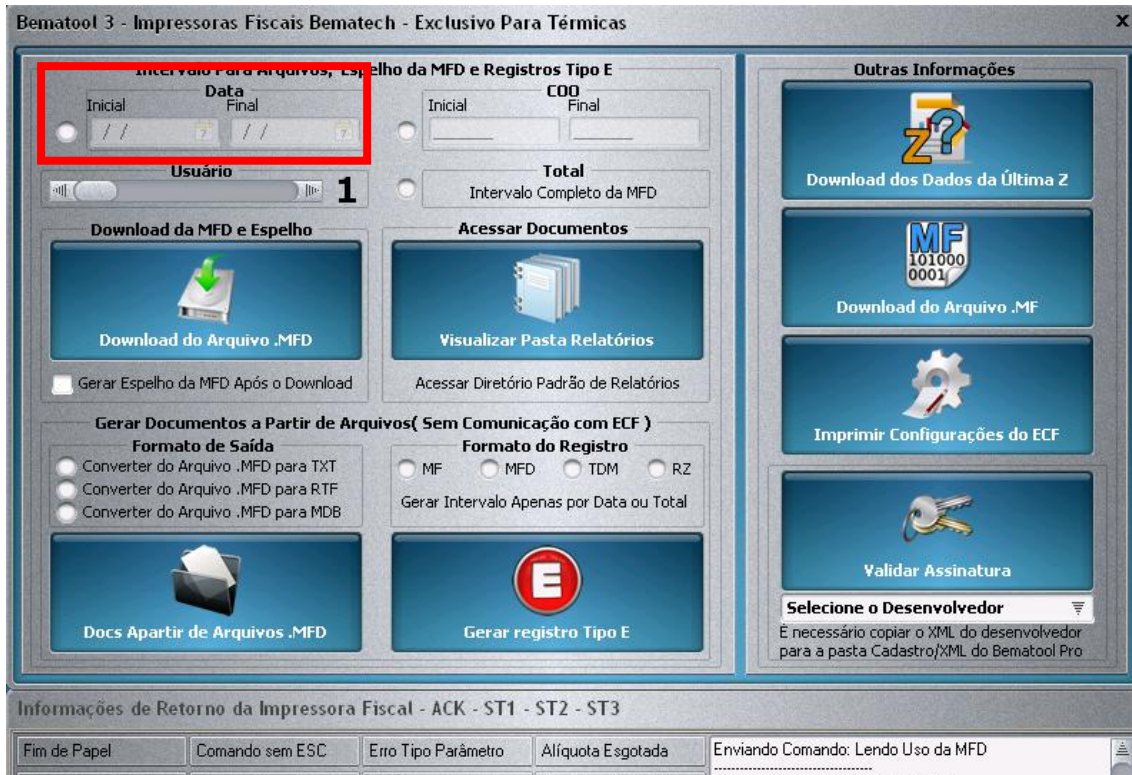 Bematool 3 - Impressoras Fiscais Bematech - Exclusivo Para Térmicas x
Intervalo Para Arquivos, Espelho da MFD e Registros Tipo E
Data
Inicial Final
/ / 7 / / 7
COO
Inicial Final
______ ______
Usuário
1
Total
Intervalo Completo da MFD
Download da MFD e Espelho
Download do Arquivo .MFD
Gerar Espelho da MFD Após o Download
Acessar Documentos
Visualizar Pasta Relatórios
Acessar Diretório Padrão de Relatórios
Gerar Documentos a Partir de Arquivos( Sem Comunicação com ECF )
Formato de Saída
Converter do Arquivo .MFD para TXT
Converter do Arquivo .MFD para RTF
Converter do Arquivo .MFD para MDB
Formato do Registro
MF MFD TDM RZ
Gerar Intervalo Apenas por Data ou Total
Docs Apartir de Arquivos .MFD
E
Gerar registro Tipo E
Outras Informações
Z?
Download dos Dados da Última Z
MF
101000
0001
Download do Arquivo .MF
Imprimir Configurações do ECF
Validar Assinatura
Selecione o Desenvolvedor
É necessário copiar o XML do desenvolvedor
para a pasta Cadastro/XML do Bematool Pro
Informações de Retorno da Impressora Fiscal - ACK - ST1 - ST2 - ST3
Fim de Papel Comando sem ESC Erro Tipo Parâmetro Alíquota Esgotada
Enviando Comando: Lendo Uso da MFD
-----------------------------------